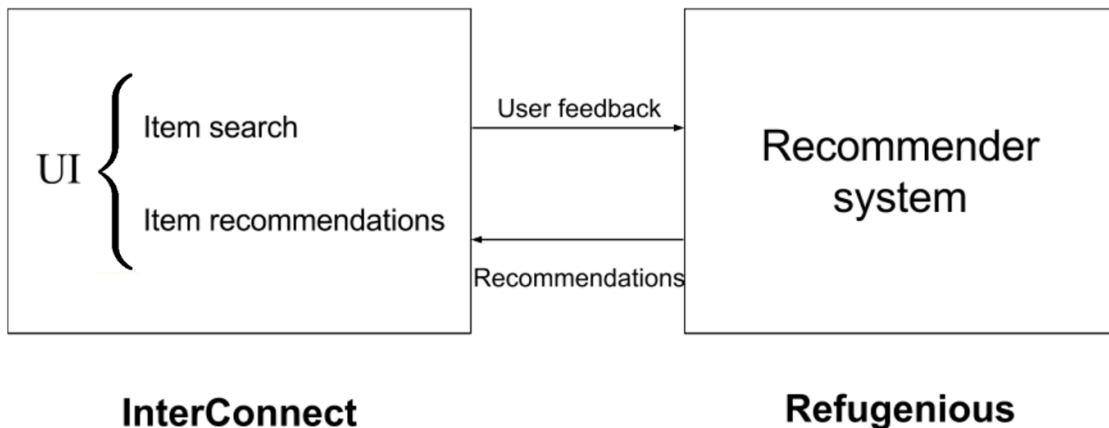 UI
Item search
Item recommendations
User feedback
Recommendations
Recommender
system
InterConnect
Refugenious